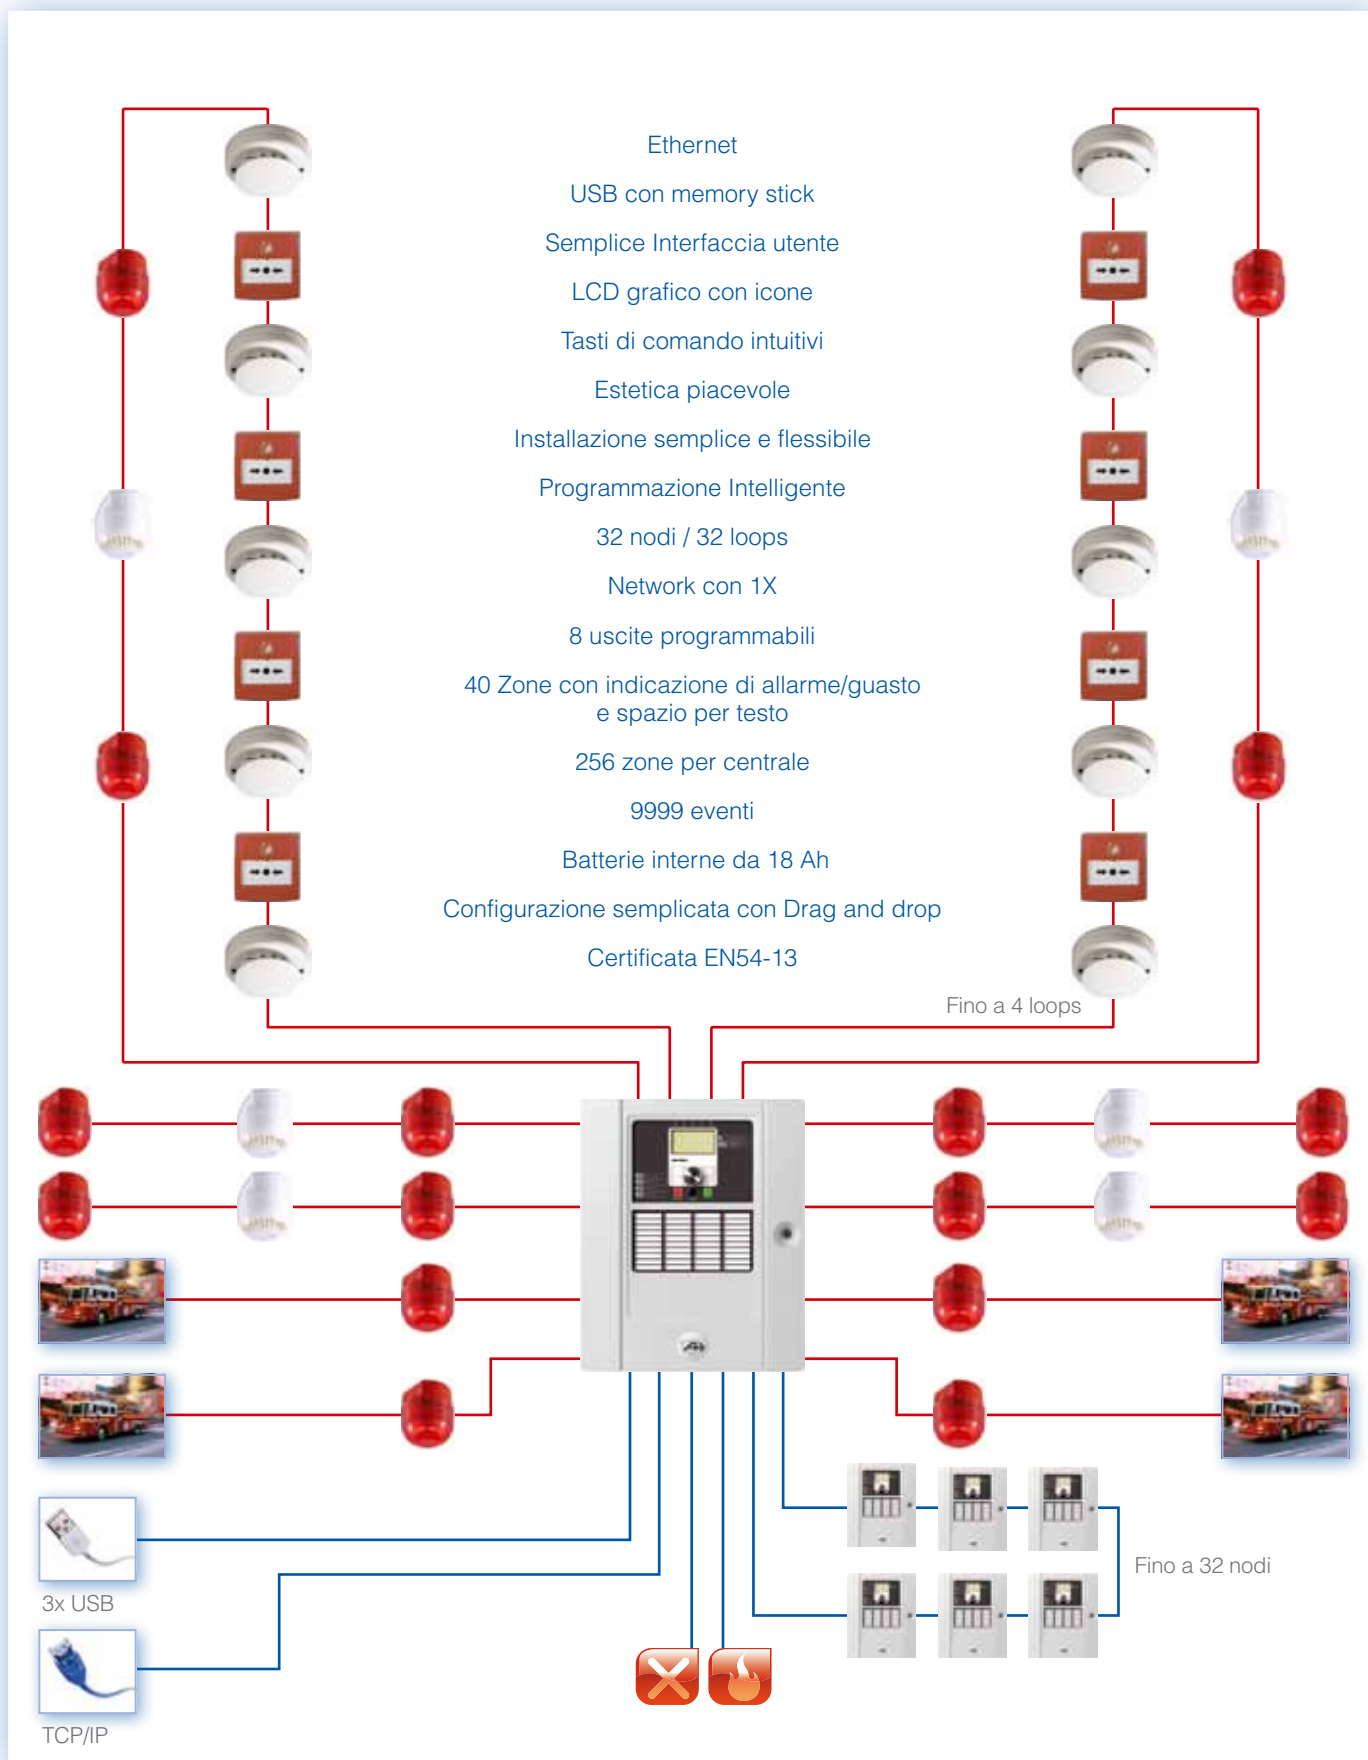 Ethernet
USB con memory stick
Semplice Interfaccia utente
LCD grafico con icone
Tasti di comando intuitivi
Estetica piacevole
Installazione semplice e flessibile
Programmazione Intelligente
32 nodi / 32 loops
Network con 1X
8 uscite programmabili
40 Zone con indicazione di allarme/guasto
e spazio per testo
256 zone per centrale
9999 eventi
Batterie interne da 18 Ah
Configurazione semplicata con Drag and drop
Certificata EN54-13
Fino a 4 loops
Fino a 32 nodi
3x USB
TCP/IP